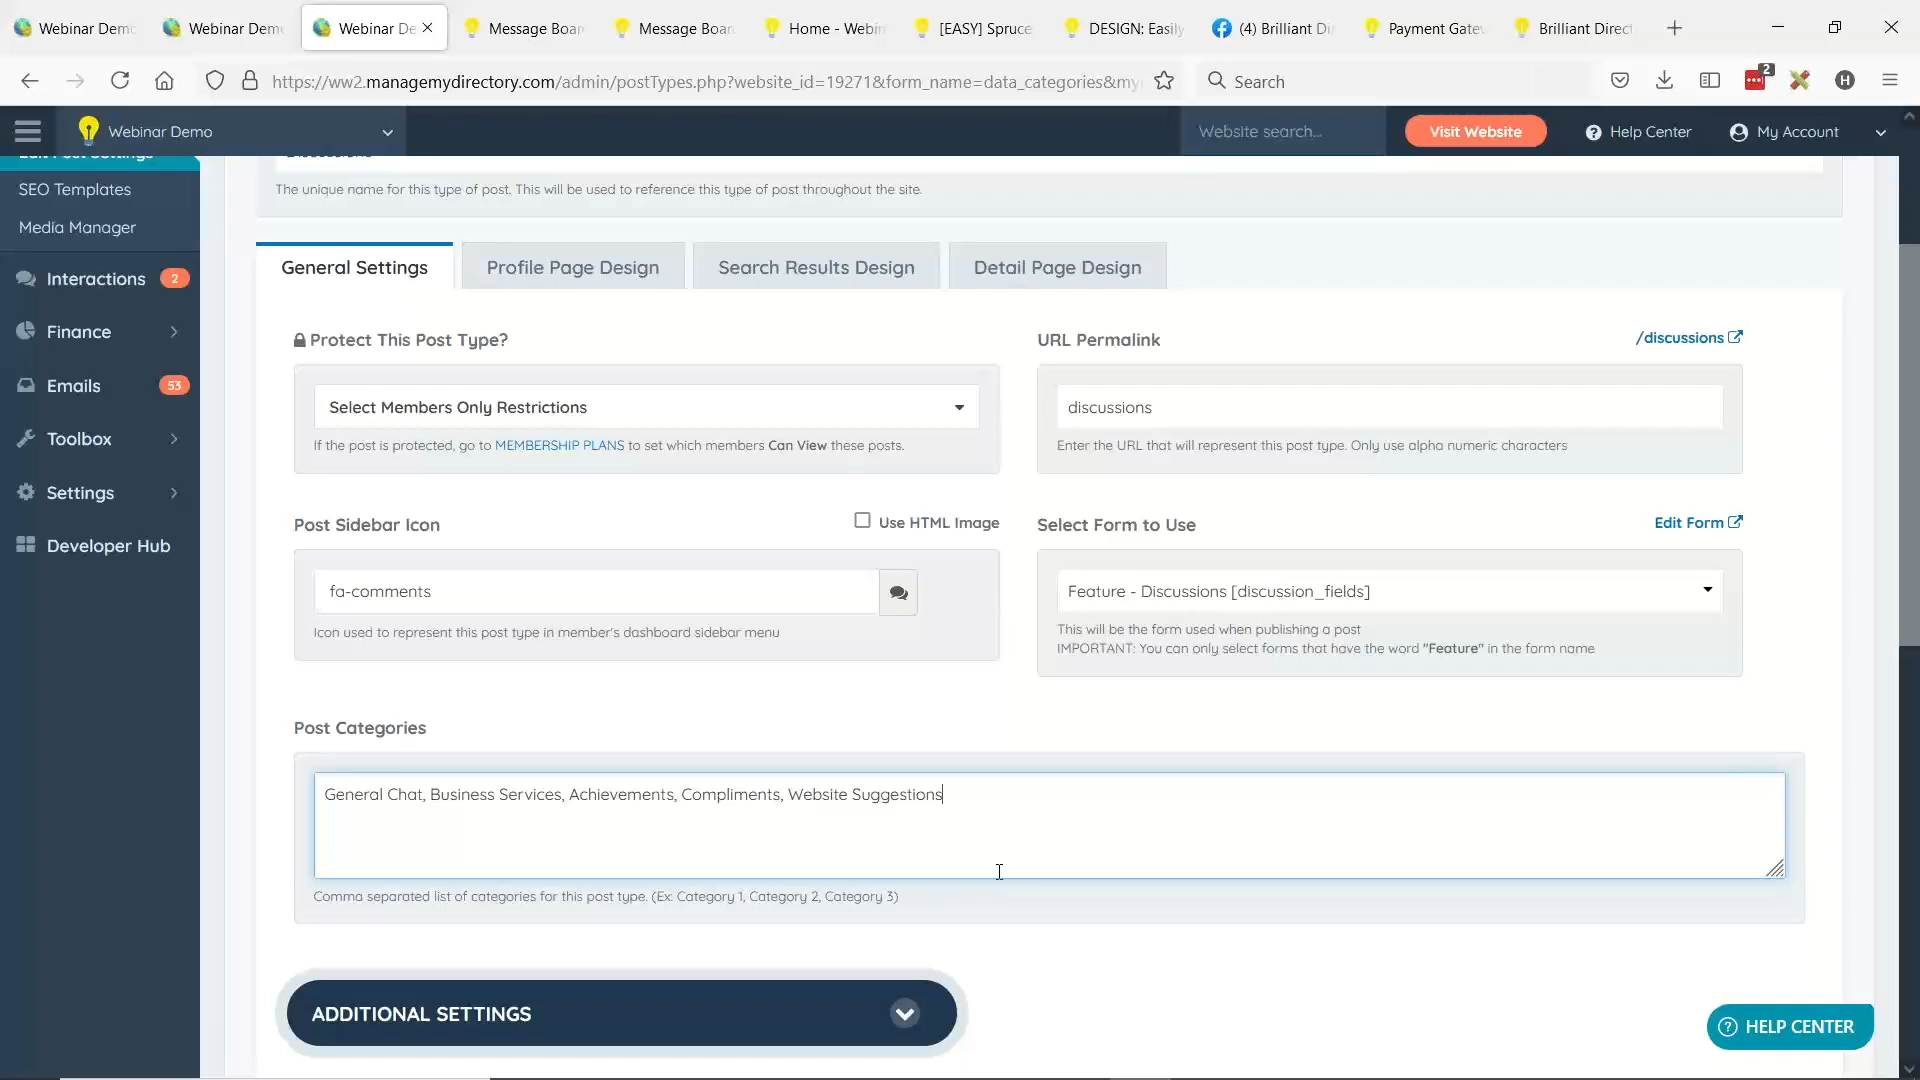 Webinar Dem
Webinar Dem
Webinar De
Message Boar
Message Boar
Home - Webin
[EASY] Spruce
DESIGN: Easily
(4) Brilliant Di
Payment Gatew
Brilliant Direct
https://ww2.managemydirectory.com/admin/postTypes.php?website_id=19271&form_name=data_categories&my
Search
2
H
Webinar Demo
Website search...
Visit Website
Help Center
My Account
Edit Post Settings
SEO Templates
Media Manager
Interactions 2
Finance
Emails 53
Toolbox
Settings
Developer Hub
Discussions
The unique name for this type of post. This will be used to reference this type of post throughout the site.
General Settings
Profile Page Design
Search Results Design
Detail Page Design
Protect This Post Type?
Select Members Only Restrictions
If the post is protected, go to MEMBERSHIP PLANS to set which members Can View these posts.
URL Permalink
/discussions
discussions
Enter the URL that will represent this post type. Only use alpha numeric characters
Post Sidebar Icon
Use HTML Image
fa-comments
Icon used to represent this post type in member's dashboard sidebar menu
Select Form to Use
Edit Form
Feature - Discussions [discussion_fields]
This will be the form used when publishing a post
IMPORTANT: You can only select forms that have the word "Feature" in the form name
Post Categories
General Chat, Business Services, Achievements, Compliments, Website Suggestions
Comma separated list of categories for this post type. (Ex: Category 1, Category 2, Category 3)
ADDITIONAL SETTINGS
HELP CENTER